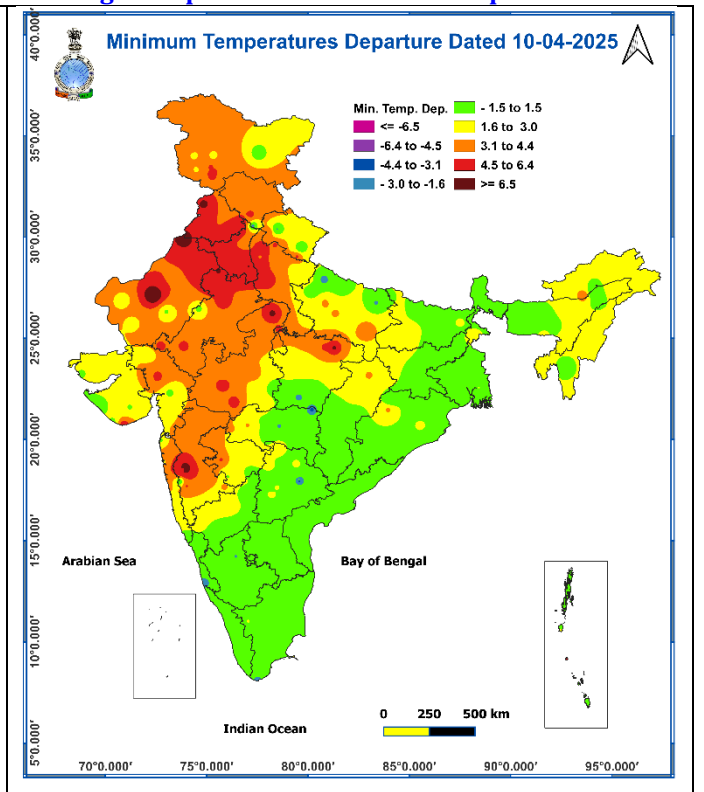 Minimum Temperatures Departure Dated 10-04-2025
Min. Temp. Dep.
<= -6.5
-6.4 to -4.5
-4.4 to -3.1
- 3.0 to -1.6
- 1.5 to 1.5
1.6 to 3.0
3.1 to 4.4
4.5 to 6.4
>= 6.5
40°0.000'
35°0.000'
30°0.000'
25°0.000'
20°0.000'
15°0.000'
10°0.000'
5°0.000'
Arabian Sea
Bay of Bengal
Indian Ocean
0 250 500 km
70°0.000' 75°0.000' 80°0.000' 85°0.000' 90°0.000' 95°0.000'